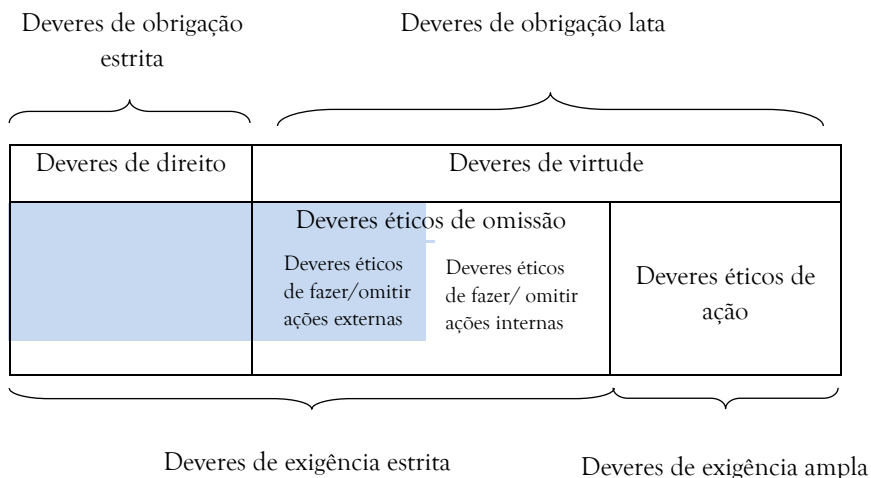 Deveres de obrigação
estrita
Deveres de obrigação lata
Deveres de direito
Deveres de virtude
Deveres éticos de omissão
Deveres éticos
de fazer/omitir
ações externas
Deveres éticos
de fazer/ omitir
ações internas
Deveres éticos de
ação
Deveres de exigência estrita
Deveres de exigência ampla